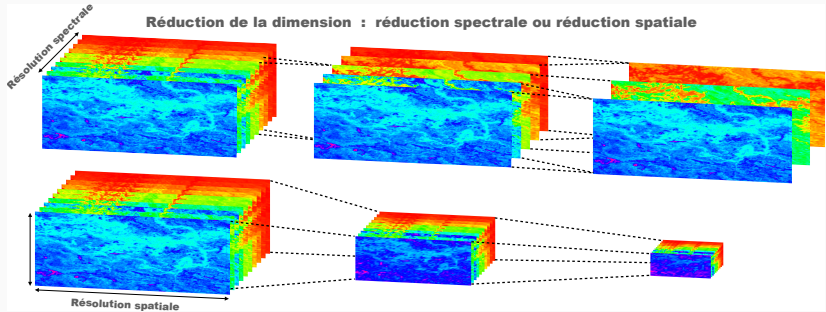 Réduction de la dimension : réduction spectrale ou réduction spatiale
Résolution spectrale
Résolution spatiale